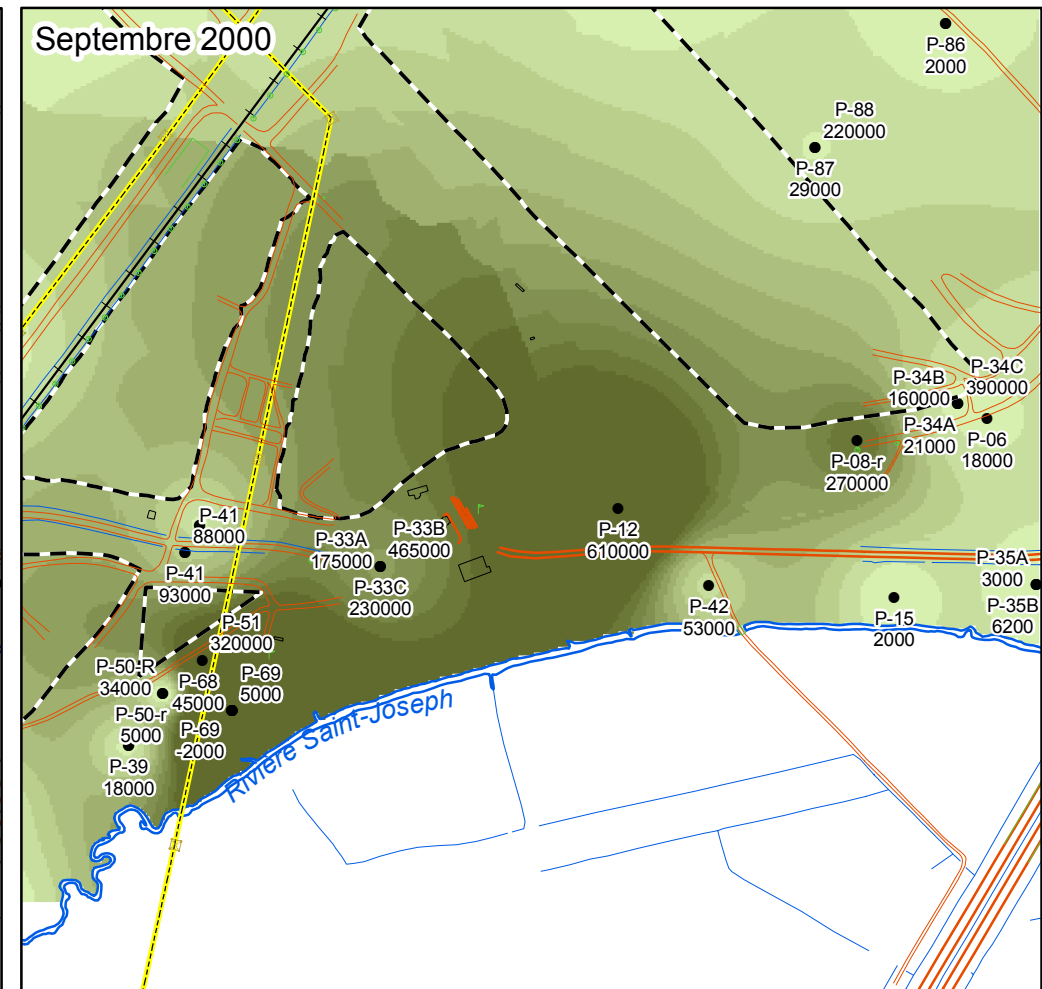 Septembre 2000
P-86
2000
P-88
220000
P-87
29000
P-34C
390000
P-34B
160000
P-34A
21000
P-06
18000
P-08-r
270000
P-41
88000
P-41
93000
P-33A
175000
P-33B
465000
P-33C
230000
P-12
610000
P-42
53000
P-15
2000
P-35A
3000
P-35B
6200
P-51
320000
P-50-R
34000
P-68
45000
P-69
5000
P-50-r
5000
P-69
-2000
P-39
18000
Rivière Saint-Joseph